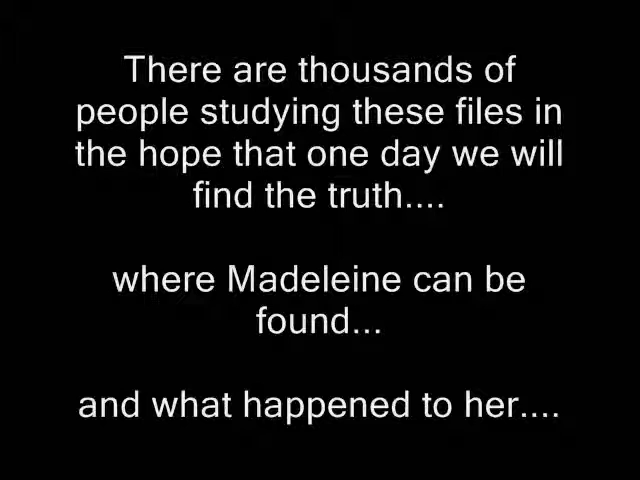 There are thousands of
people studying these files in
the hope that one day we will
find the truth....
where Madeleine can be
found...
and what happened to her....